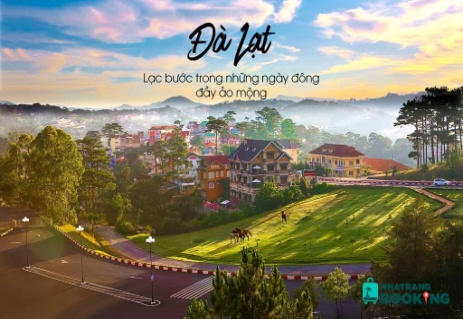 Đà Lạt
Lạc bước trong những ngày đông
đầy ảo mộng
NHATRANG
BOOKING